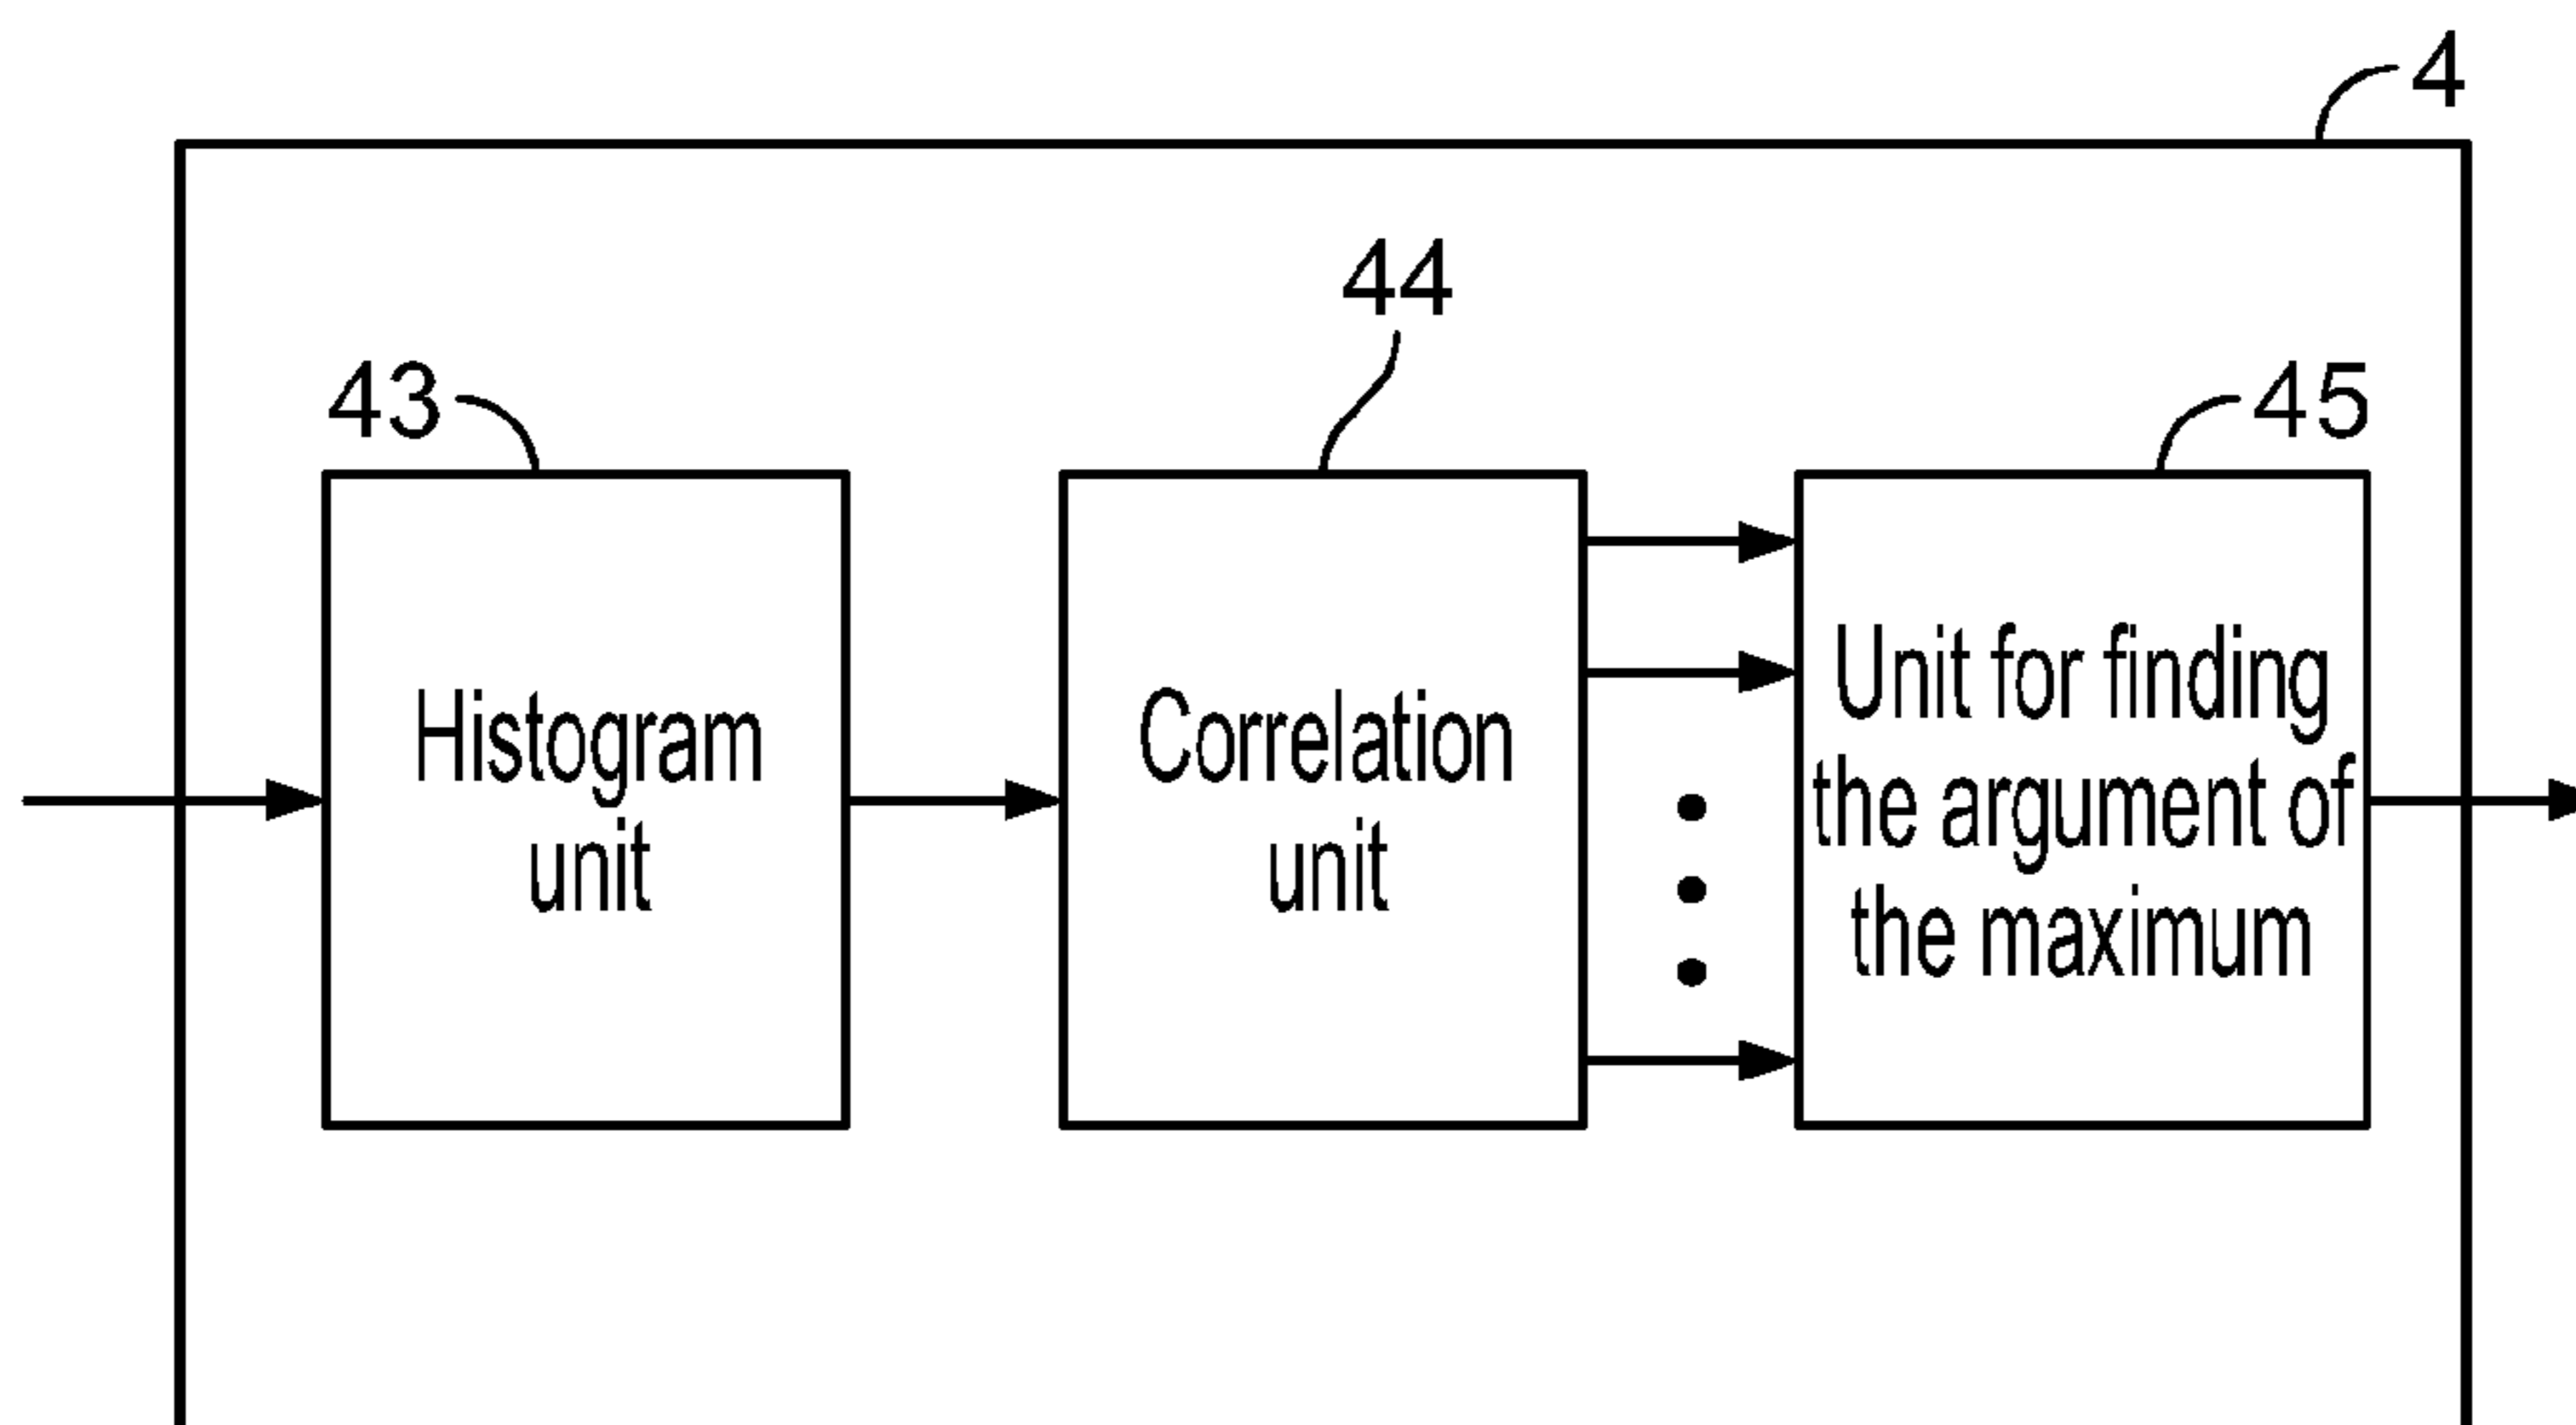 4
44
43
45
Histogram
unit
Correlation
unit
Unit for finding
the argument of
the maximum